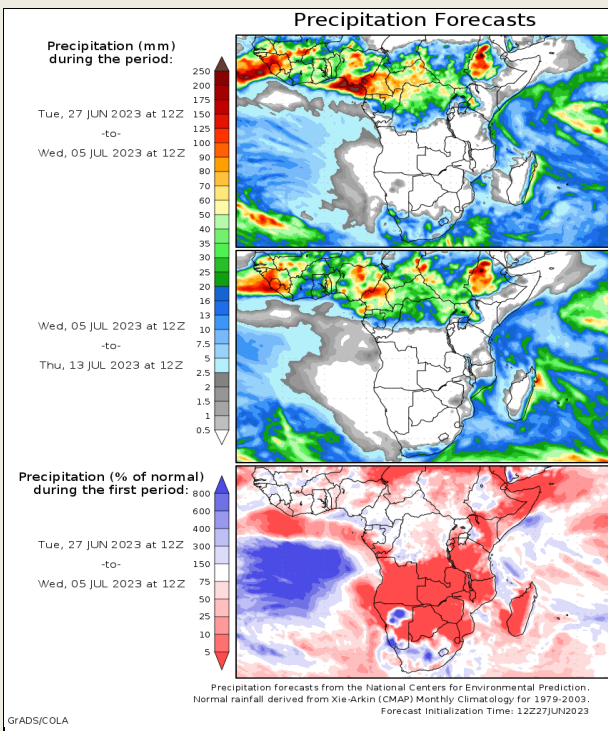 Precipitation Forecasts
Precipitation (mm)
during the period:
Tue, 27 JUN 2023 at 12Z
-to-
Wed, 05 JUL 2023 at 12Z
250
200
175
150
125
100
90
80
70
60
50
40
35
30
25
20
16
13
10
7.5
5
2.5
2
1.5
1
0.5
Wed, 05 JUL 2023 at 12Z
-to-
Thu, 13 JUL 2023 at 12Z
Precipitation (% of normal)
during the first period:
Tue, 27 JUN 2023 at 12Z
-to-
Wed, 05 JUL 2023 at 12Z
800
600
400
300
150
75
50
25
10
5
Precipitation forecasts from the National Centers for Environmental Prediction.
Normal rainfall derived from Xie-Arkin (CMAP) Monthly Climatology for 1979-2003.
Forecast Initialization Time: 12Z27JUN2023
GrADS/COLA